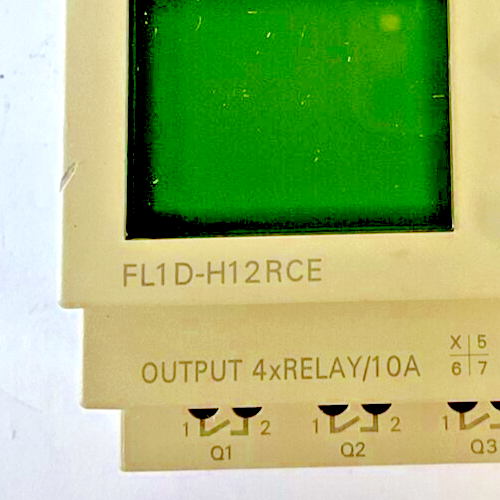 FL1D-H12RCE
OUTPUT 4xRELAY/10A
X 5
6 7
1 2 1 2 1
Q1 Q2 Q3